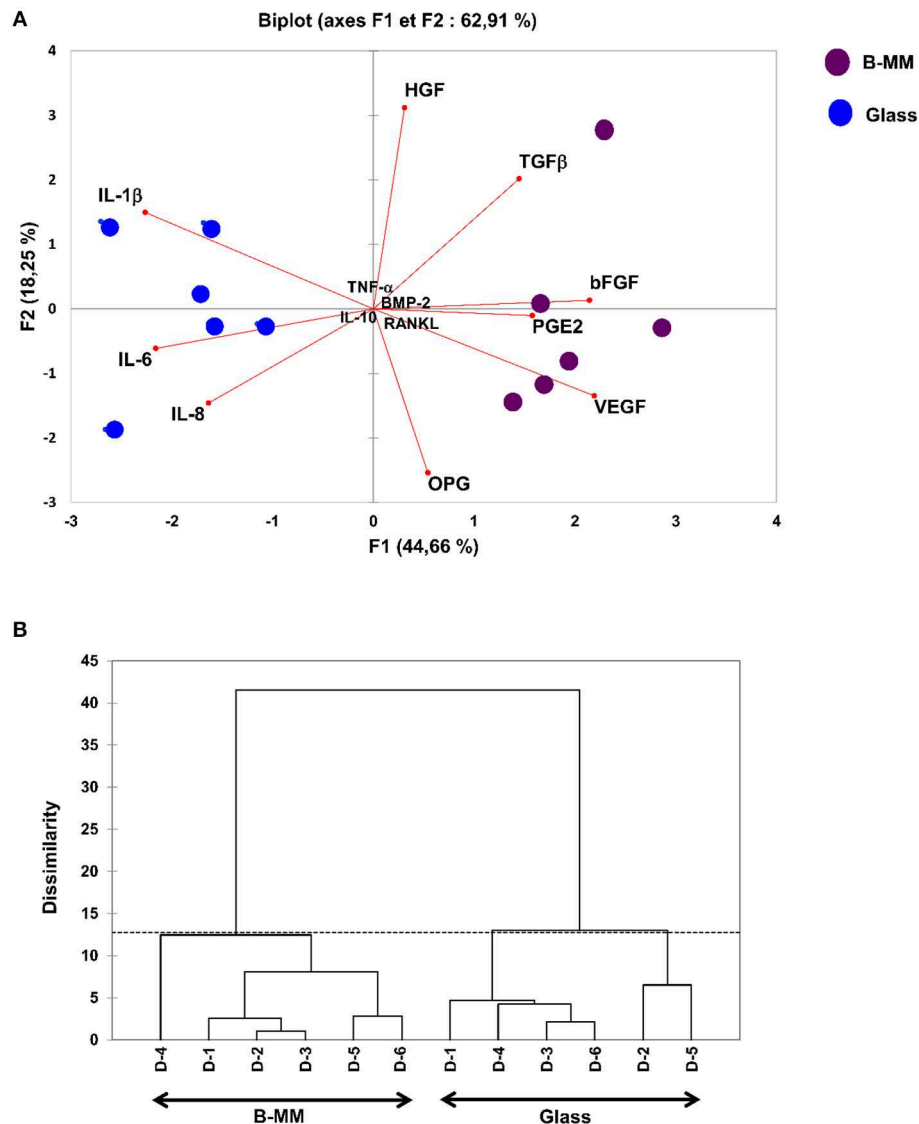 A
Biplot (axes F1 et F2 : 62,91 %)
B-MM
Glass
F2 (18,25 %)
4
3
2
1
0
-1
-2
-3
HGF
TGFβ
IL-1β
TNF-α
bFGF
BMP-2
IL-10
RANKL
PGE2
IL-6
IL-8
VEGF
OPG
-3 -2 -1 0 1 2 3 4
F1 (44,66 %)
B
Dissimilarity
45
40
35
30
25
20
15
10
5
0
D-4 D-1 D-2 D-3 D-5 D-6 D-1 D-4 D-3 D-6 D-2 D-5
B-MM Glass